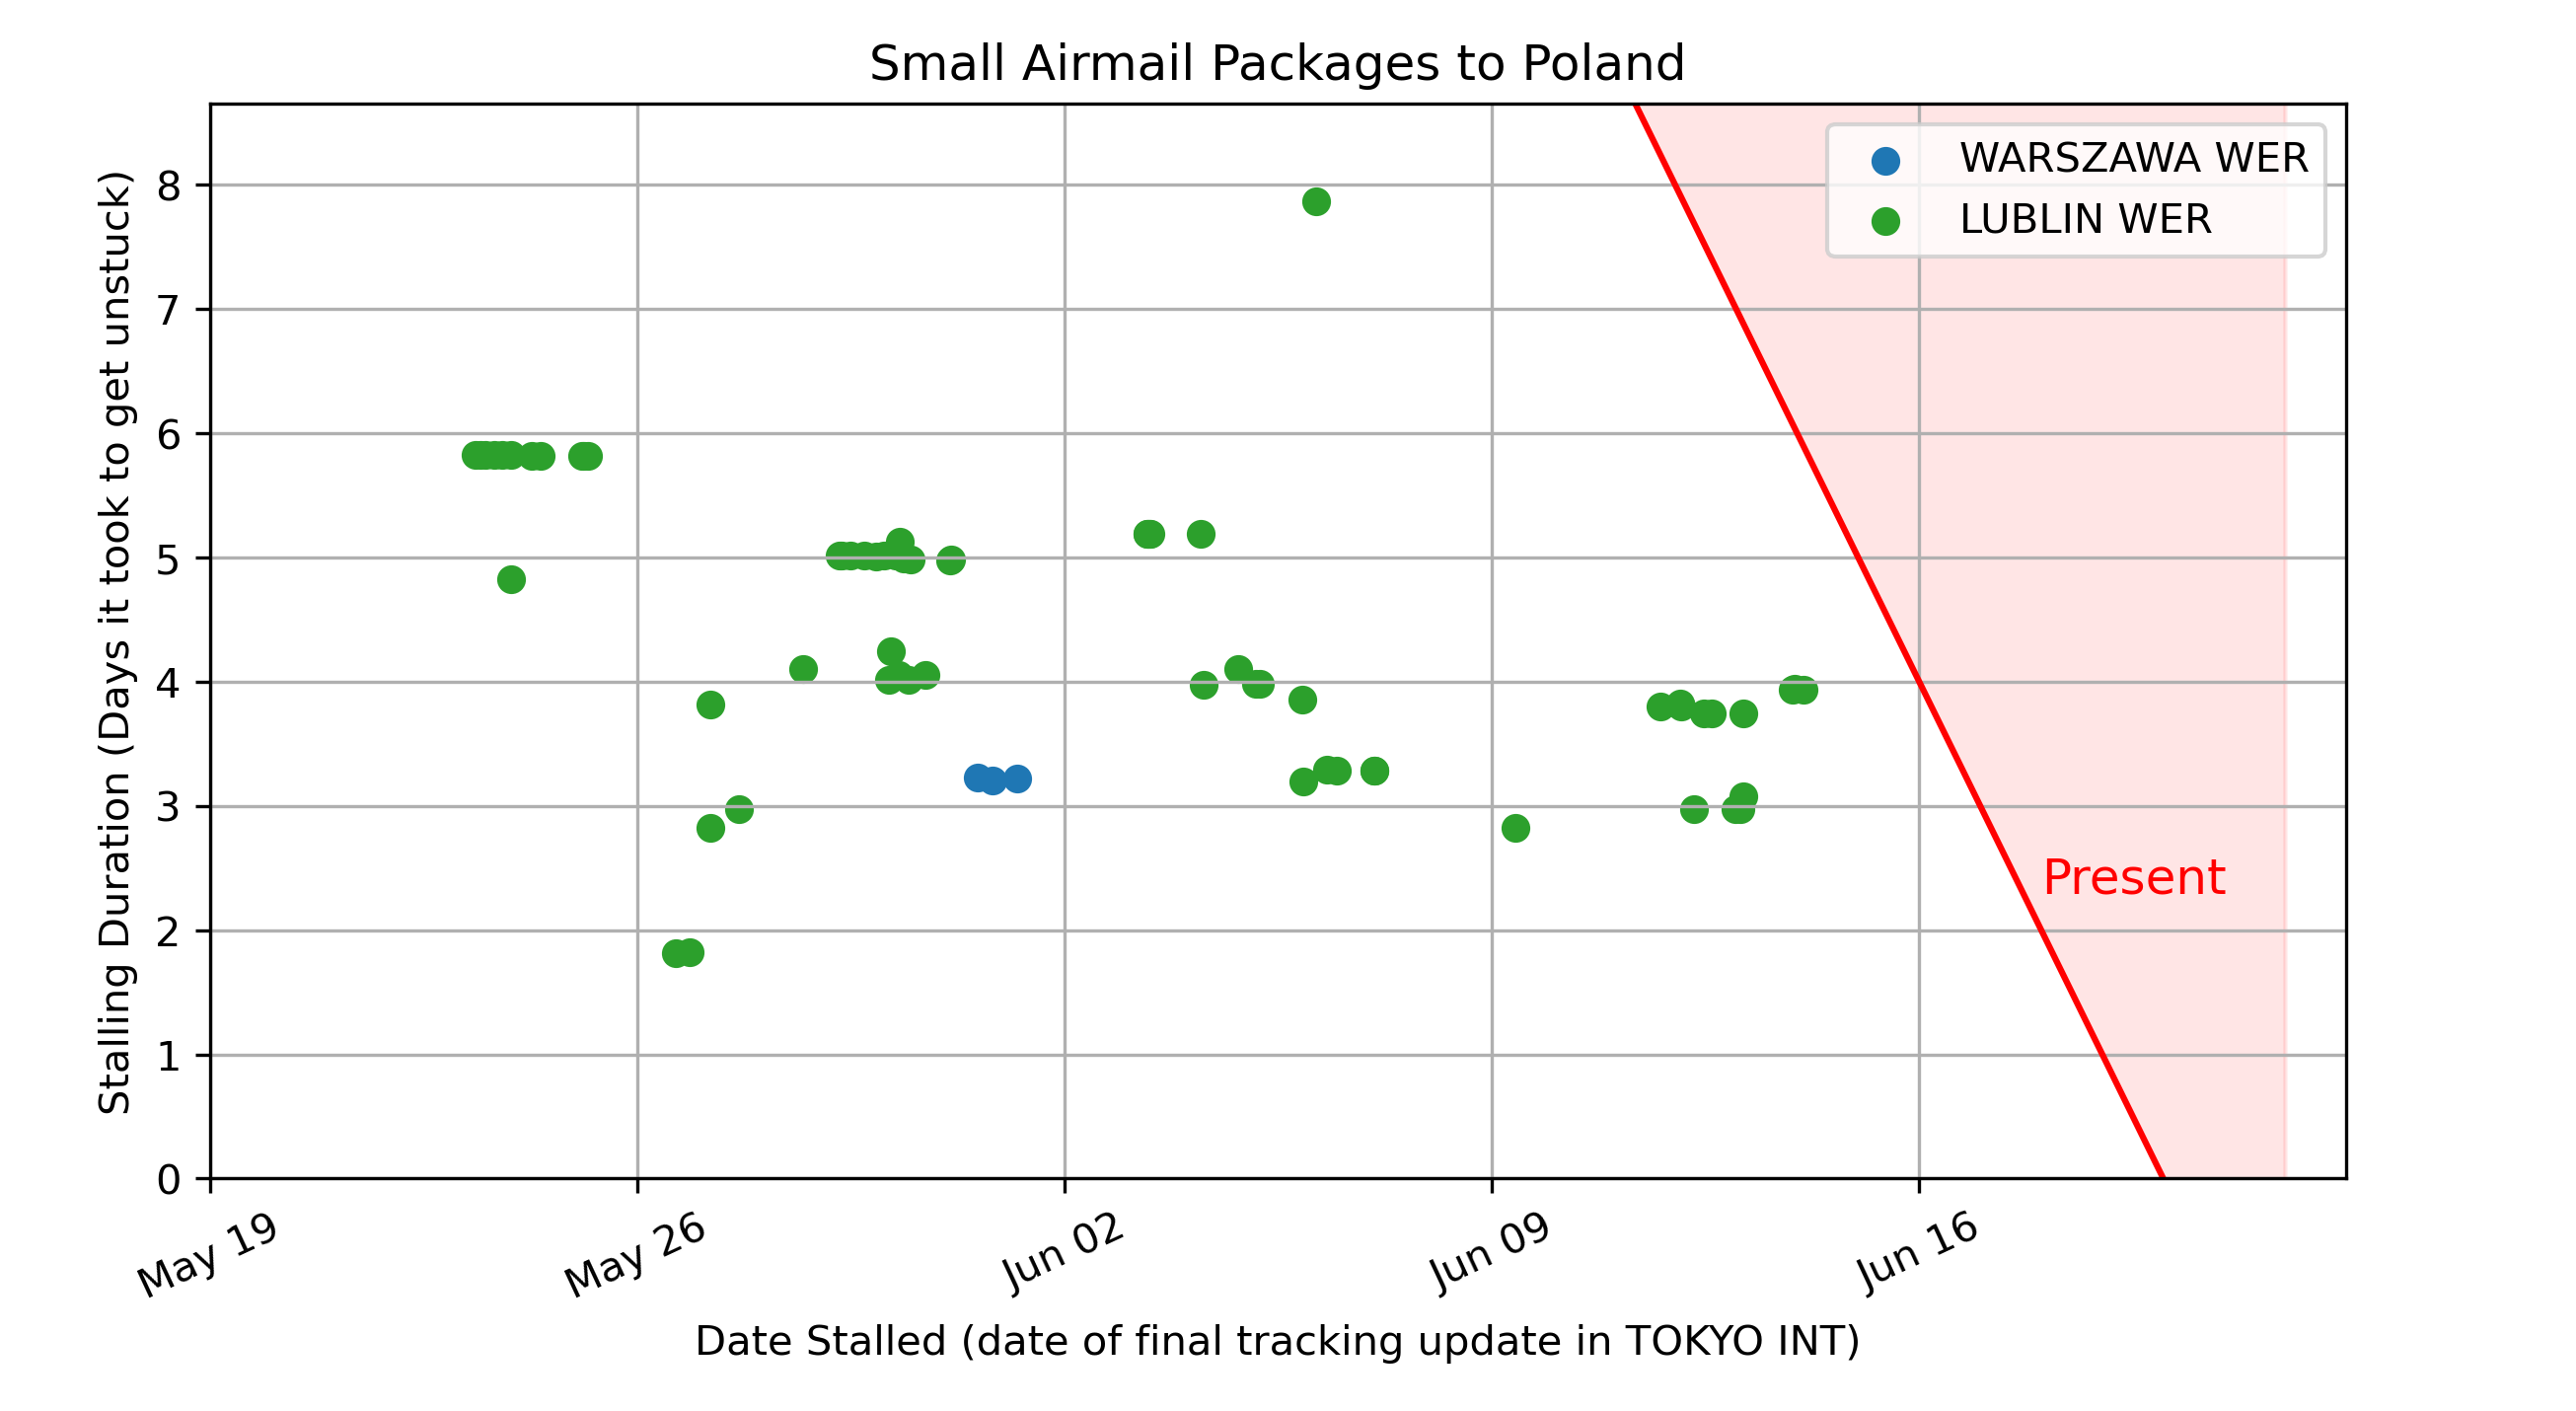 Small Airmail Packages to Poland
Stalling Duration (Days it took to get unstuck)
8
7
6
5
4
3
2
1
0
WARSZAWA WER
LUBLIN WER
Present
May 19
May 26
Jun 02
Jun 09
Jun 16
Date Stalled (date of final tracking update in TOKYO INT)